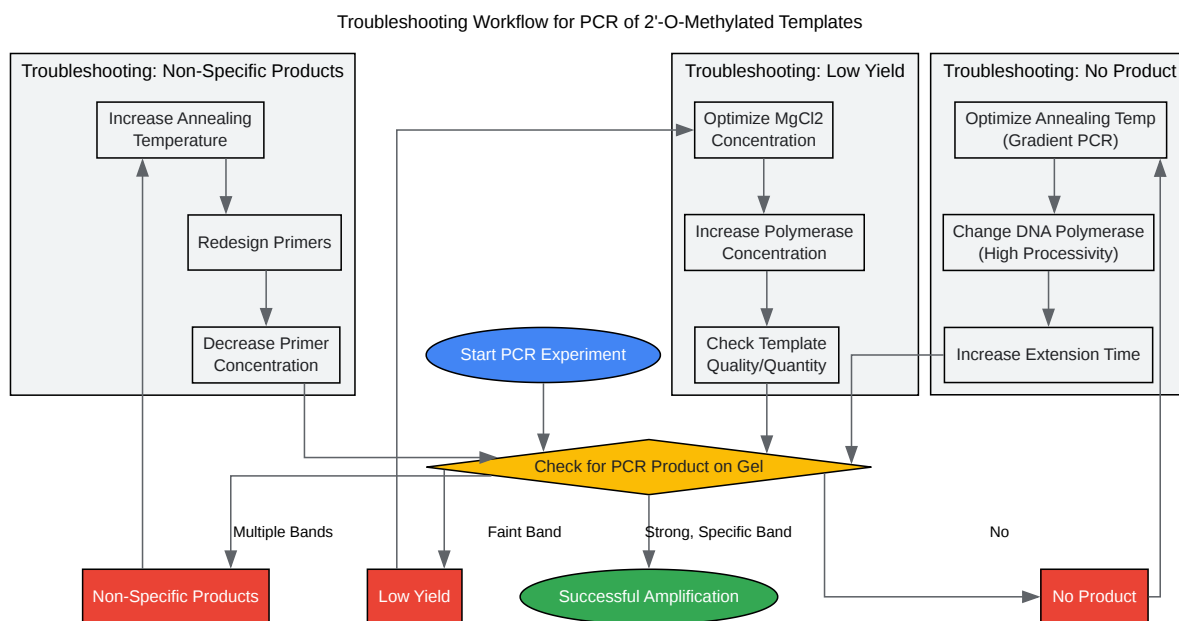 Troubleshooting Workflow for PCR of 2'-O-Methylated Templates
Troubleshooting: Non-Specific Products
Increase Annealing
Temperature
Redesign Primers
Decrease Primer
Concentration
Start PCR Experiment
Troubleshooting: Low Yield
Optimize MgCl2
Concentration
Increase Polymerase
Concentration
Check Template
Quality/Quantity
Troubleshooting: No Product
Optimize Annealing Temp
(Gradient PCR)
Change DNA Polymerase
(High Processivity)
Increase Extension Time
Check for PCR Product on Gel
Multiple Bands
Faint Band
Strong, Specific Band
No
Non-Specific Products
Low Yield
Successful Amplification
No Product